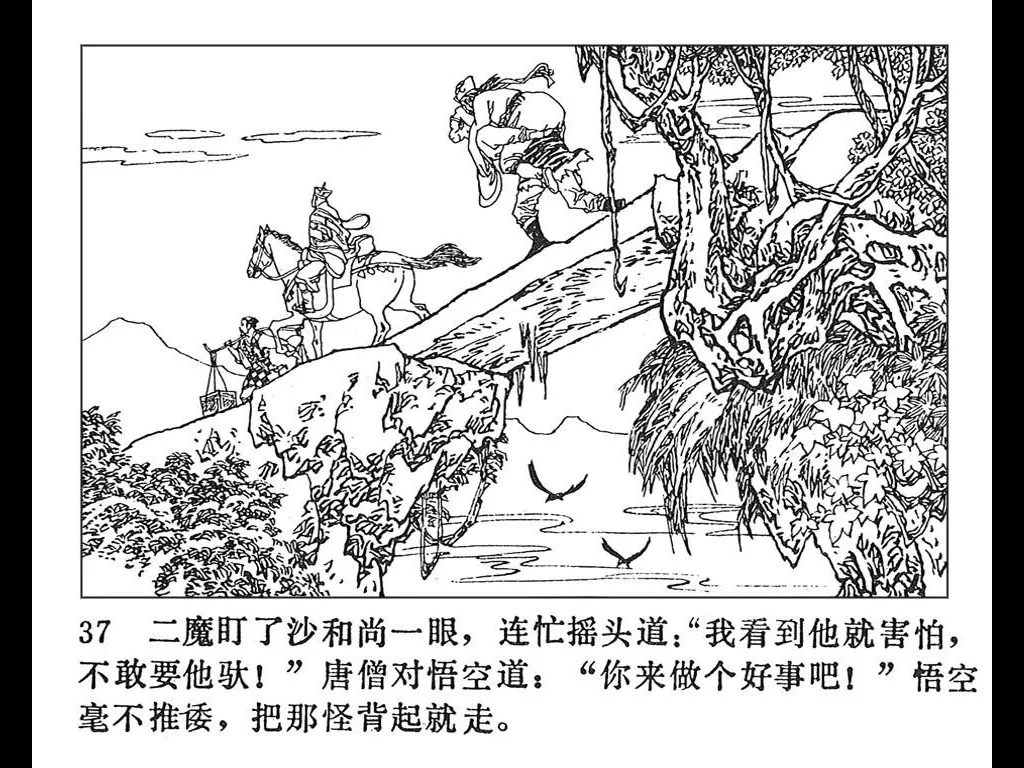 37 二魔盯了沙和尚一眼，连忙摇头道：“我看到他就害怕，
不敢要他驮！”唐僧对悟空道：“你来做个好事吧！”悟空
毫不推诿，把那怪背起就走。